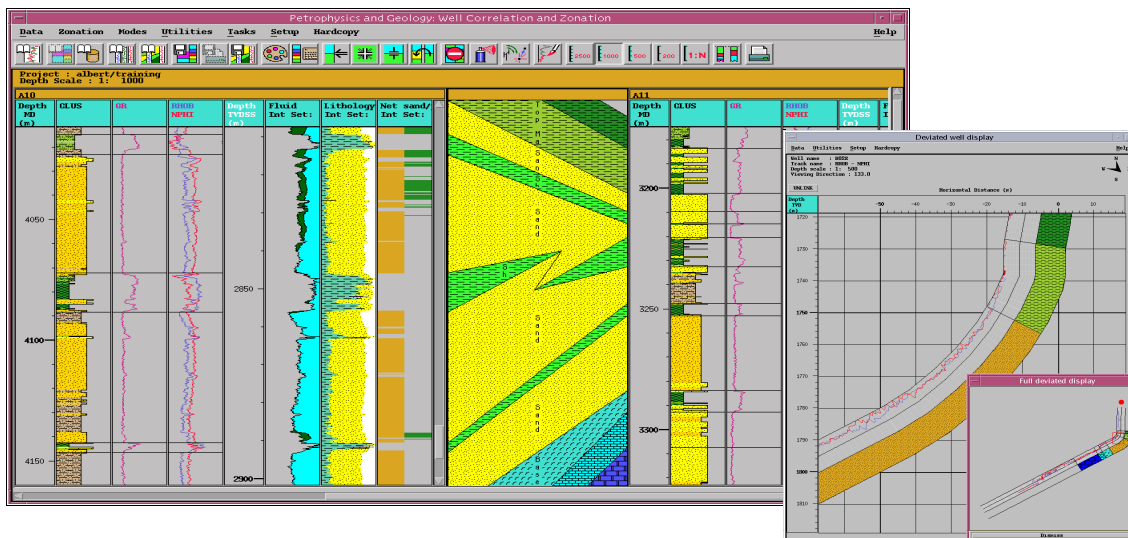 Petrophysics and Geology: Well Correlation and Zonation
Data Zonation Modes Utilities Tasks Setup Hardcopy Help
2500 1000 500 200 1:N
Project : albert/training
Depth Scale : 1: 1000
A10 A11
Depth MD (m) CLUS GR RHOB NPHI Depth TVDSS (m) Fluid Int Set: Lithology Int Set: Net sand/ Int Set: Depth MD (m) CLUS GR RHOB NPHI Depth TVDSS (m)
4050
4100
4150
2850
2900
Sand
Sand
Sand
Sand Base
3200
3250
3300
Deviated well display
Data Utilities Setup Hardcopy Help
Track name : RHOB - NPHI
Depth scale : 1: 500
Viewing Direction : 133.0
UNLINK
Horizontal Distance (m)
Depth TVD (m)
-50 -40 -30 -20 -10 0 10
1720
1730
1740
1750
1760
1770
1780
1790
1800
1810
Full deviated display
Dismiss